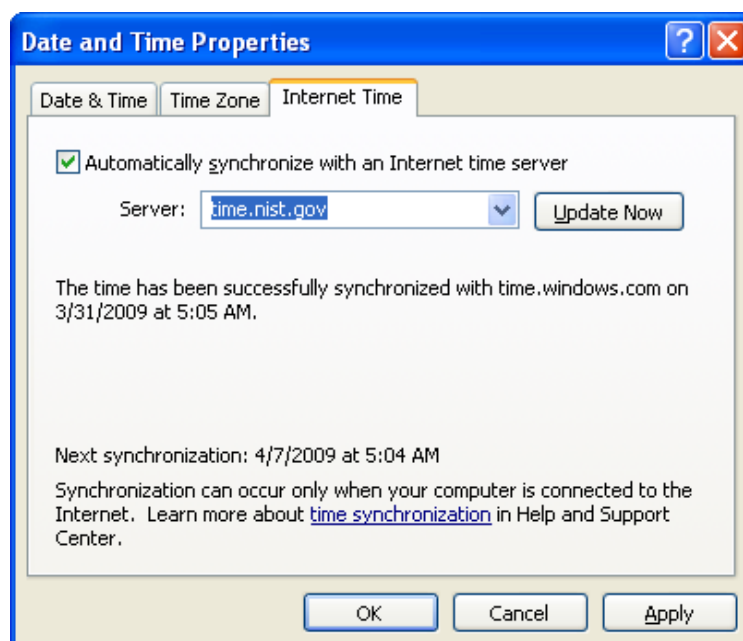 Date and Time Properties
Date & Time Time Zone Internet Time
Automatically synchronize with an Internet time server
Server: time.nist.gov Update Now
The time has been successfully synchronized with time.windows.com on
3/31/2009 at 5:05 AM.
Next synchronization: 4/7/2009 at 5:04 AM
Synchronization can occur only when your computer is connected to the
Internet. Learn more about time synchronization in Help and Support
Center.
OK Cancel Apply